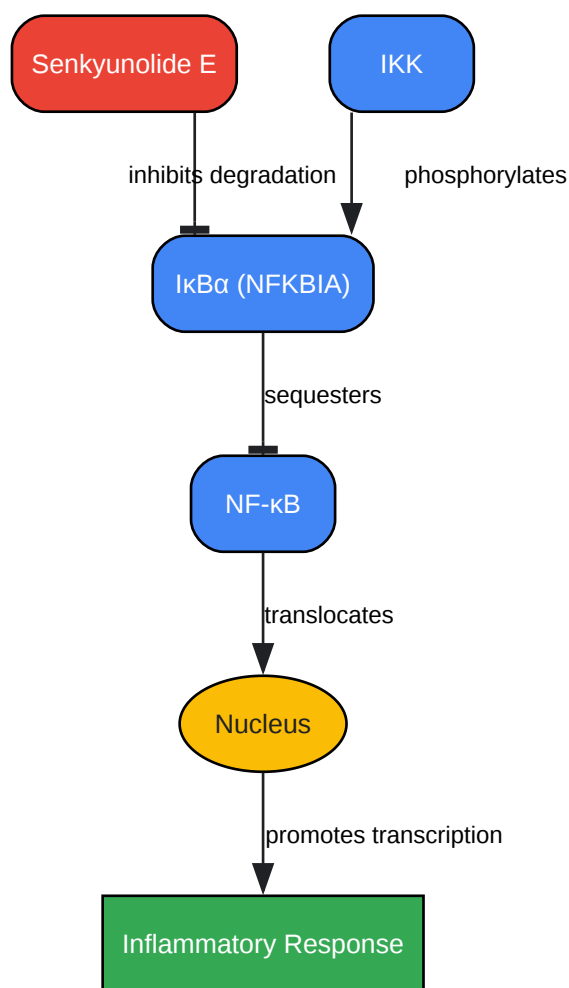 Senkyunolide E
IKK
inhibits degradation
phosphorylates
IκBα (NFKBIA)
sequesters
NF-κB
translocates
Nucleus
promotes transcription
Inflammatory Response